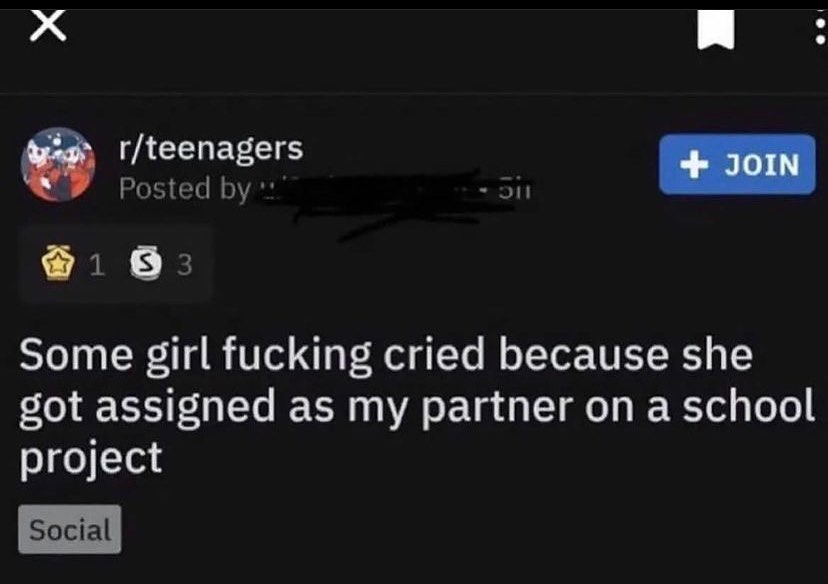 r/teenagers
Posted by
+ JOIN
1 S 3
Some girl fucking cried because she
got assigned as my partner on a school
project
Social